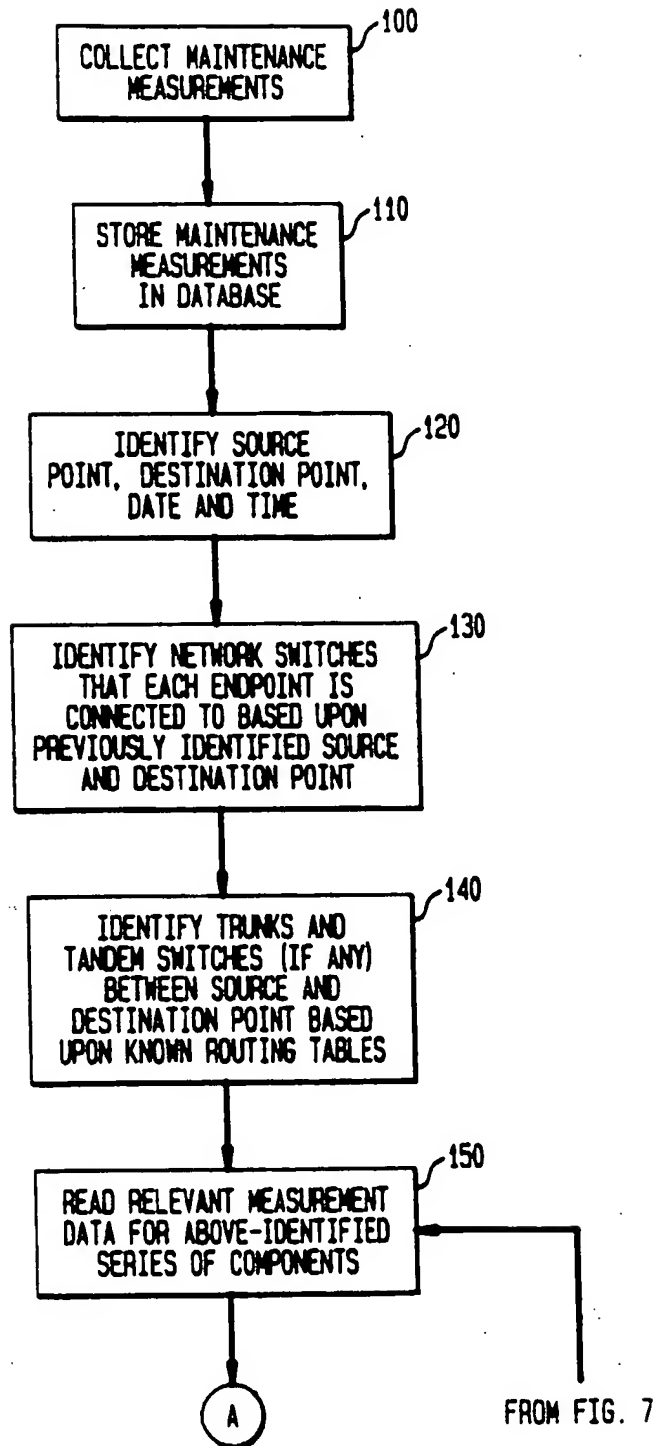 100
COLLECT MAINTENANCE
MEASUREMENTS
110
STORE MAINTENANCE
MEASUREMENTS
IN DATABASE
120
IDENTIFY SOURCE
POINT, DESTINATION POINT,
DATE AND TIME
130
IDENTIFY NETWORK SWITCHES
THAT EACH ENDPOINT IS
CONNECTED TO BASED UPON
PREVIOUSLY IDENTIFIED SOURCE
AND DESTINATION POINT
140
IDENTIFY TRUNKS AND
TANDEM SWITCHES (IF ANY)
BETWEEN SOURCE AND
DESTINATION POINT BASED
UPON KNOWN ROUTING TABLES
150
READ RELEVANT MEASUREMENT
DATA FOR ABOVE-IDENTIFIED
SERIES OF COMPONENTS
A
FROM FIG. 7